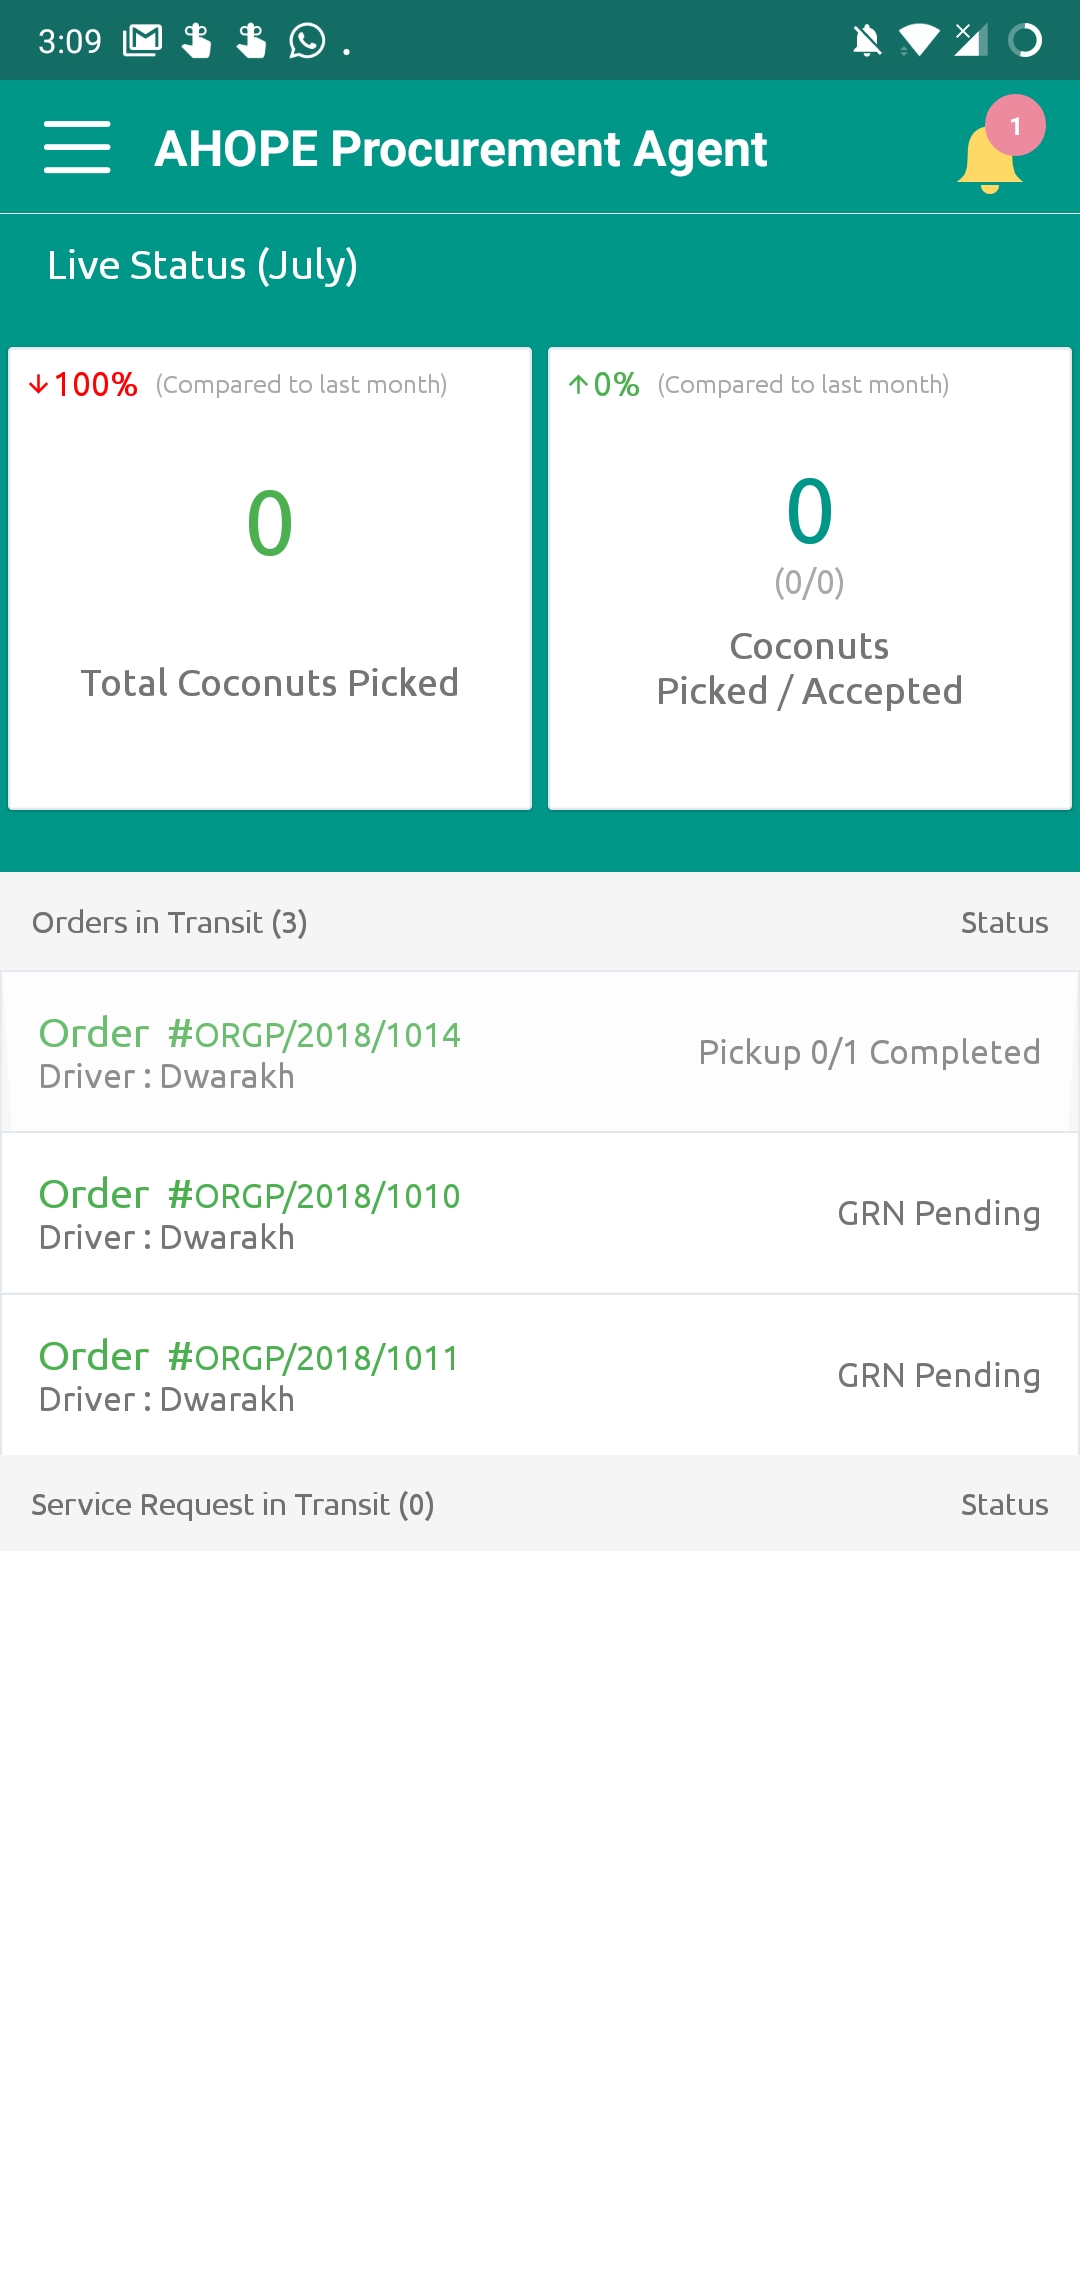 3:09
AHOPE Procurement Agent
1
Live Status (July)
↓100% (Compared to last month)
0
Total Coconuts Picked
↑0% (Compared to last month)
0
(0/0)
Coconuts
Picked / Accepted
Orders in Transit (3) Status
Order #ORGP/2018/1014
Driver : Dwarakh
Pickup 0/1 Completed
Order #ORGP/2018/1010
Driver : Dwarakh
GRN Pending
Order #ORGP/2018/1011
Driver : Dwarakh
GRN Pending
Service Request in Transit (0) Status